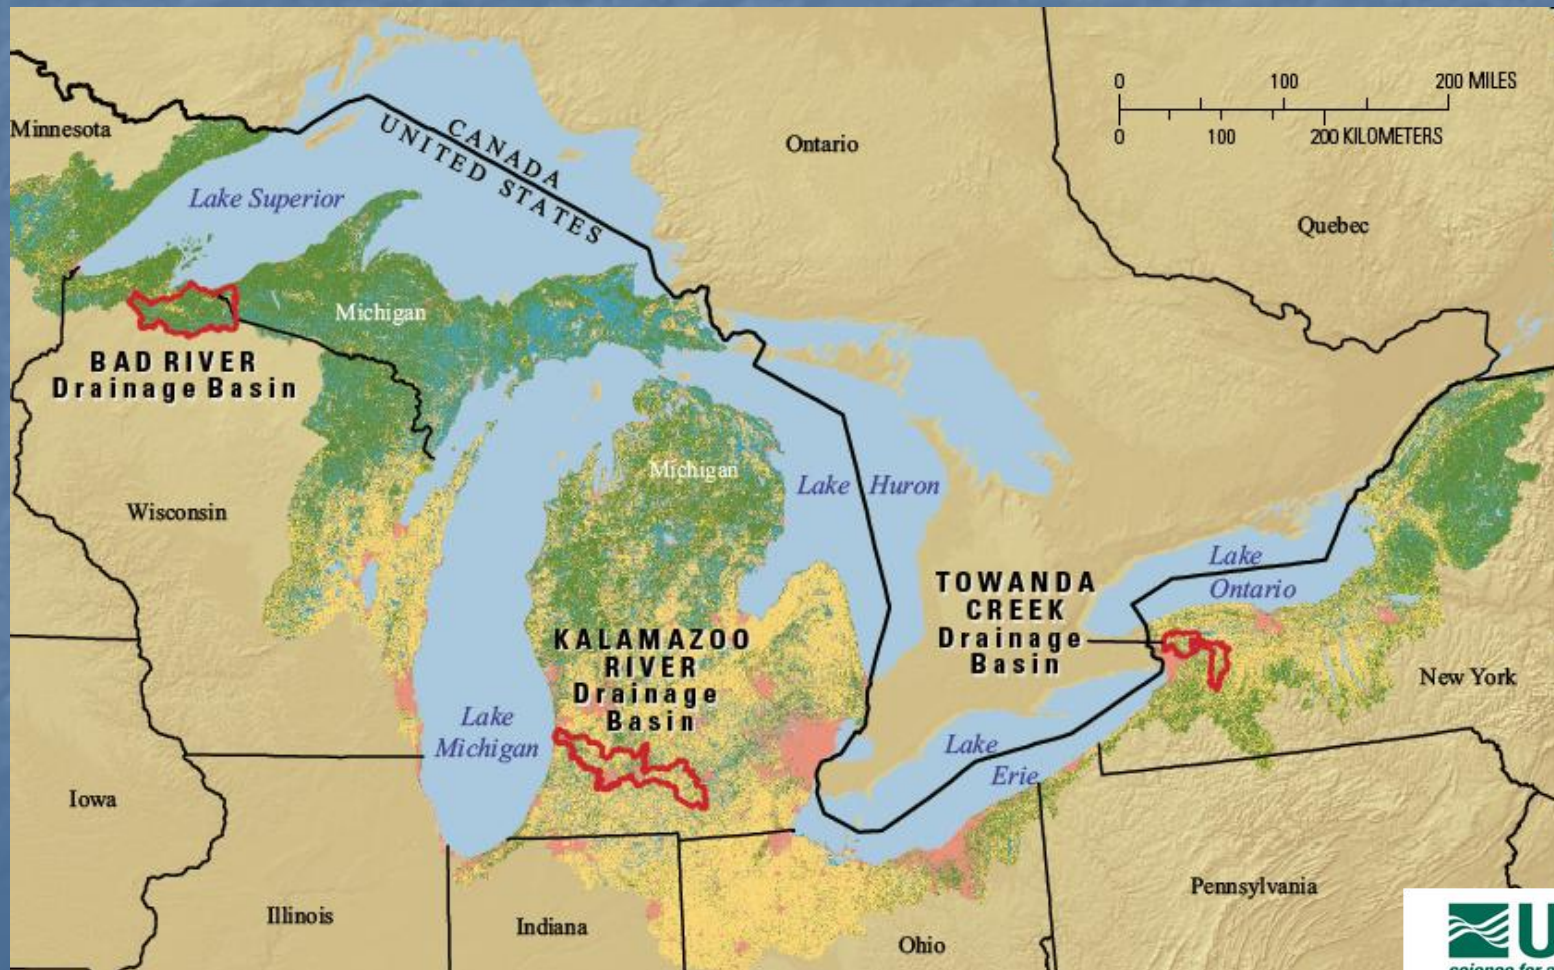 0 100 200 MILES
0 100 200 KILOMETERS
Minnesota
CANADA
UNITED STATES
Ontario
Quebec
Lake Superior
Michigan
BAD RIVER
Drainage Basin
Wisconsin
Michigan
Lake Huron
Lake
Ontario
TOWANDA
CREEK
Drainage
Basin
KALAMAZOO
RIVER
Drainage
Basin
New York
Lake
Michigan
Lake
Erie
Iowa
Illinois
Indiana
Ohio
Pennsylvania
U
science for a